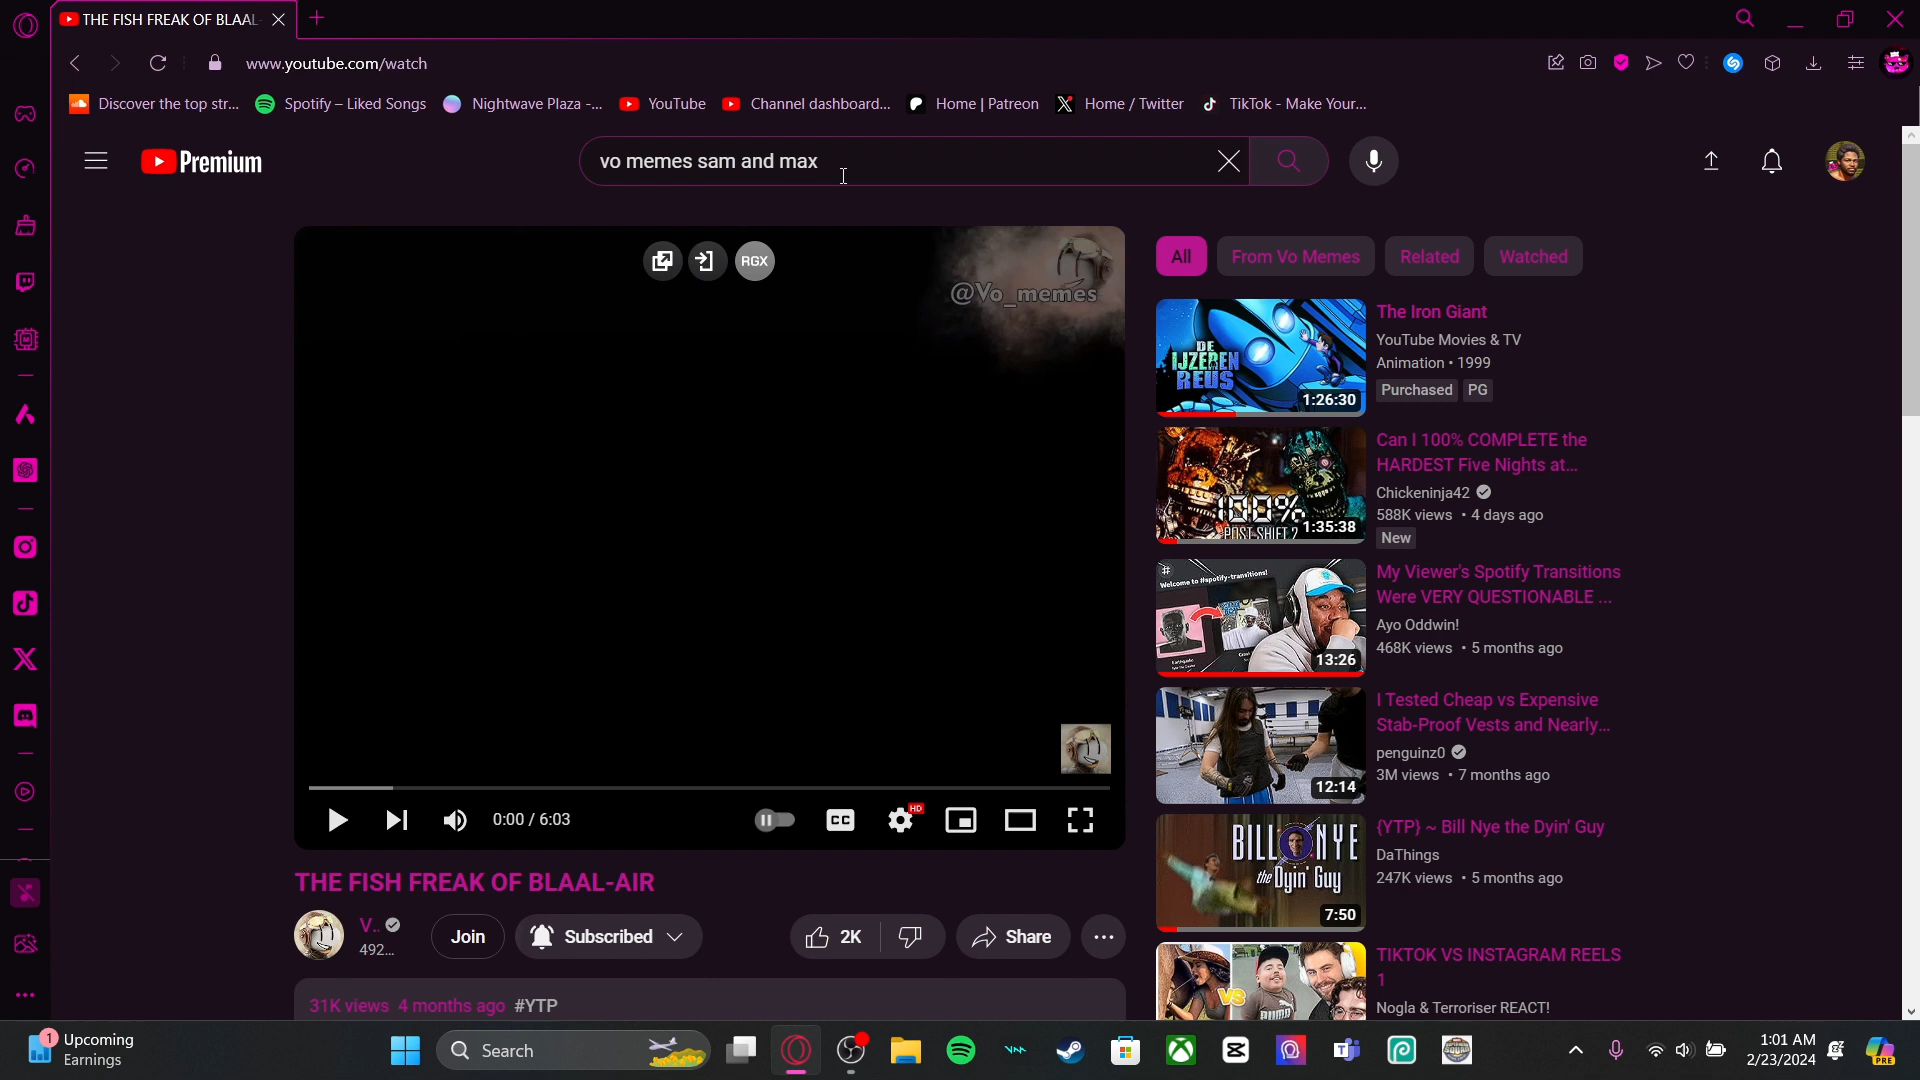 THE FISH FREAK OF BLAAL-
www.youtube.com/watch
Discover the top str...
Spotify – Liked Songs
Nightwave Plaza -...
YouTube
Channel dashboard...
Home | Patreon
Home / Twitter
TikTok - Make Your...
Premium
vo memes sam and max
RGX
@Vo_memes
All
From Vo Memes
Related
Watched
DE
IJZEREN
REUS
1:26:30
The Iron Giant
YouTube Movies & TV
Animation • 1999
Purchased
PG
100%
POST SHIFT 2
1:35:38
Can I 100% COMPLETE the
HARDEST Five Nights at...
Chickeninja42
588K views • 4 days ago
New
Welcome to #spotify-transitions!
13:26
My Viewer's Spotify Transitions
Were VERY QUESTIONABLE ...
Ayo Oddwin!
468K views • 5 months ago
12:14
I Tested Cheap vs Expensive
Stab-Proof Vests and Nearly...
penguinz0
3M views • 7 months ago
BILL NYE
the Dyin' Guy
7:50
{YTP} ~ Bill Nye the Dyin' Guy
DaThings
247K views • 5 months ago
VS
PUMA
TIKTOK VS INSTAGRAM REELS
1
Nogla & Terroriser REACT!
0:00 / 6:03
CC
HD
THE FISH FREAK OF BLAAL-AIR
V..
492...
Join
Subscribed
2K
Share
31K views 4 months ago #YTP
1
Upcoming
Earnings
Search
1:01 AM
2/23/2024
PRE